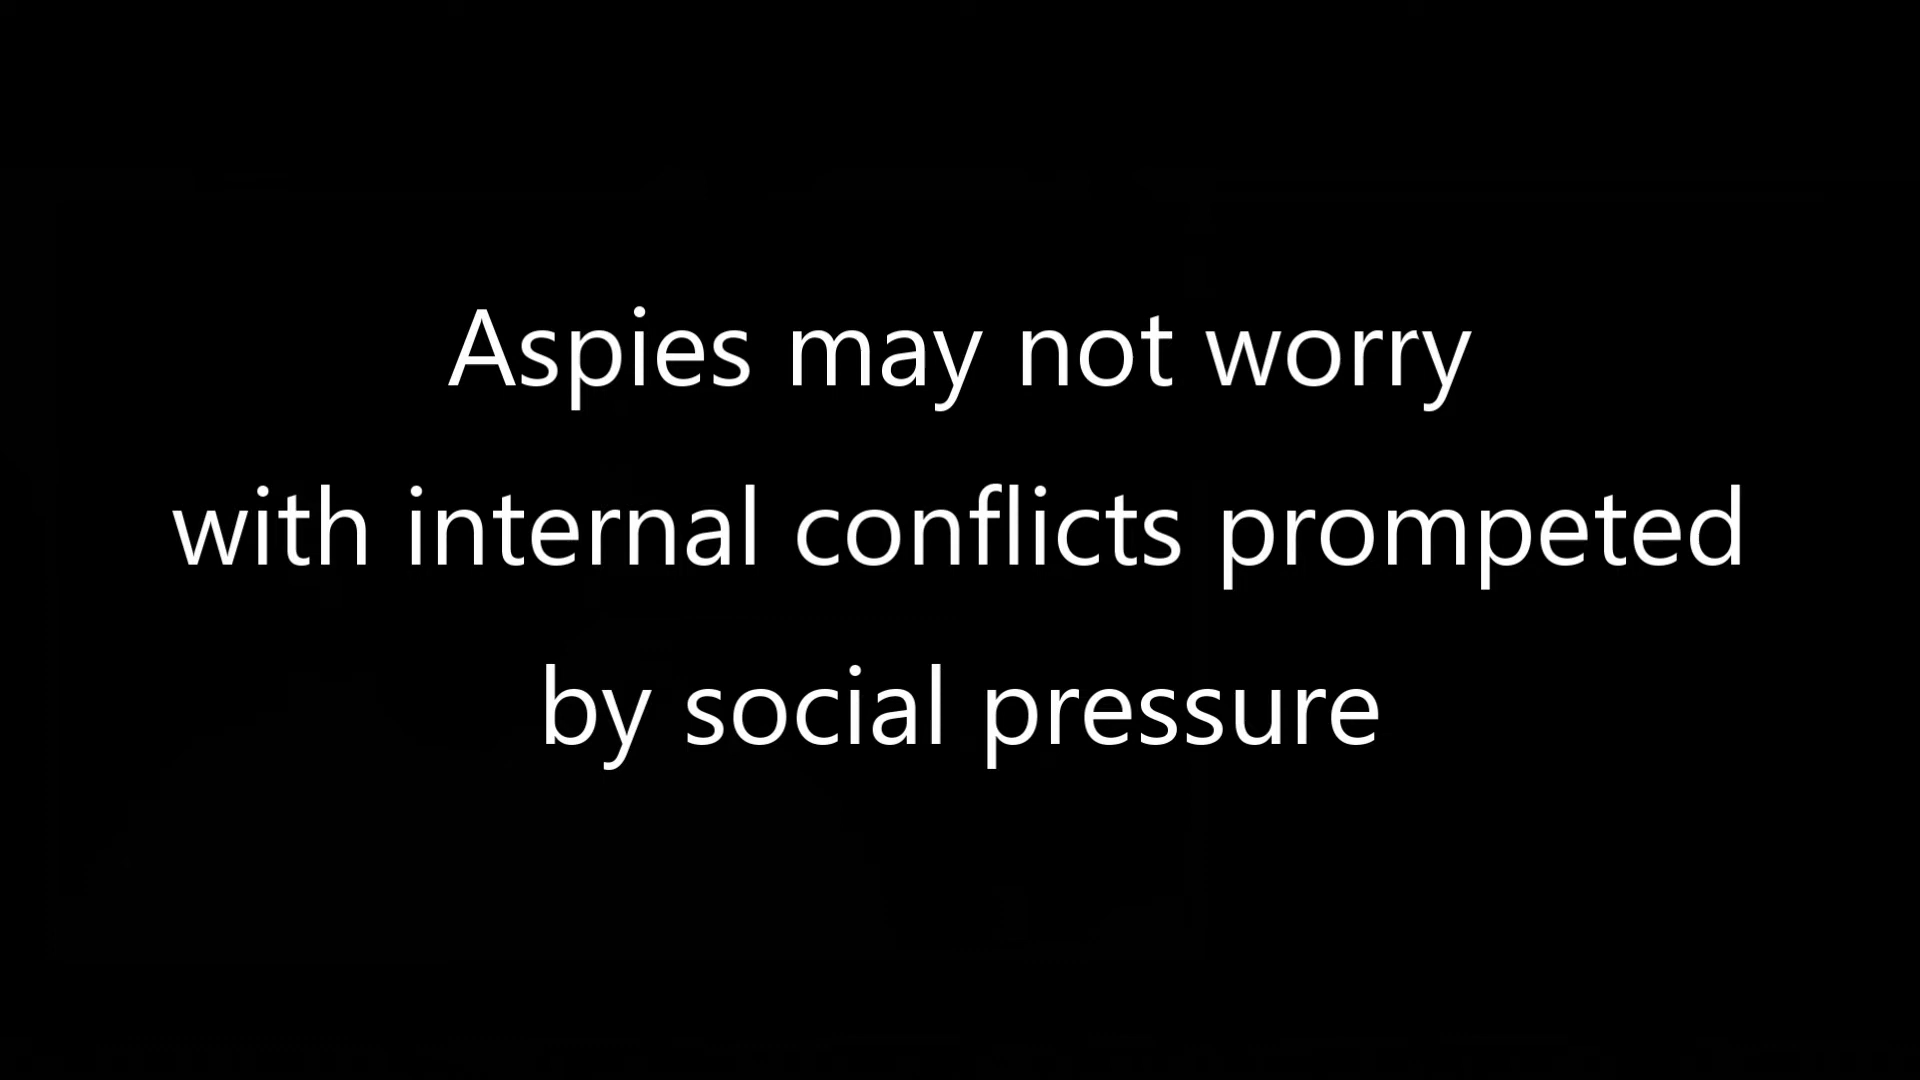 Aspies may not worry
with internal conflicts prompeted
by social pressure